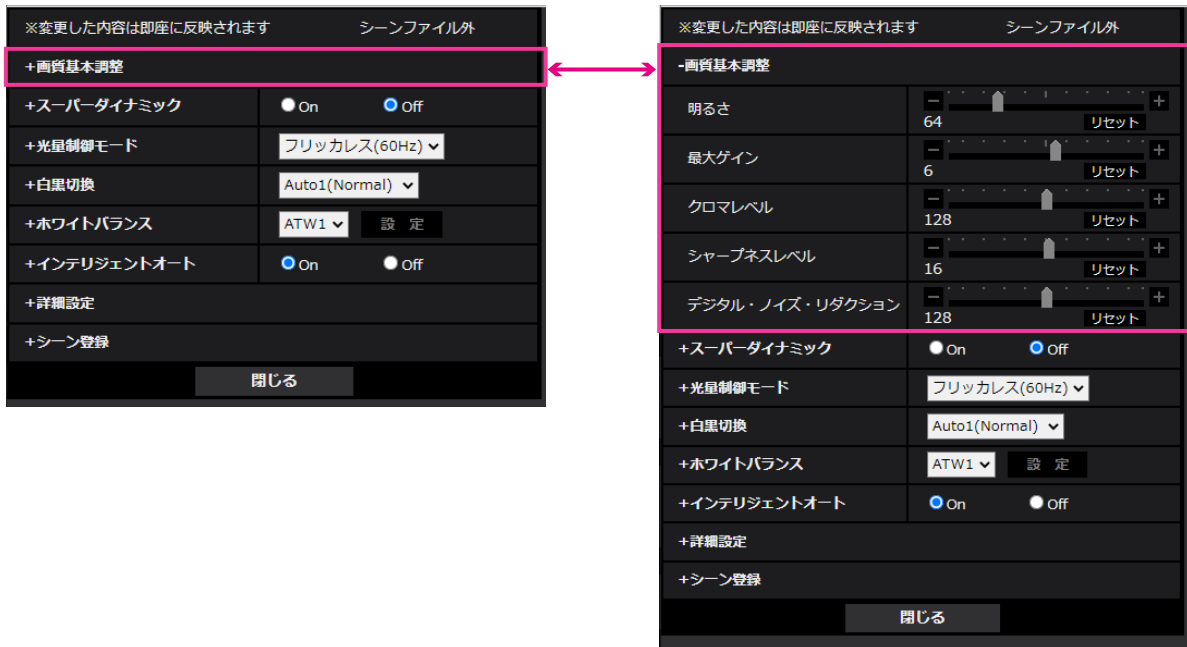 ※変更した内容は即座に反映されます シーンファイル外
+画質基本調整
+スーパーダイナミック On Off
+光量制御モード フリッカレス(60Hz)
+白黒切換 Auto1(Normal)
+ホワイトバランス ATW1 設 定
+インテリジェントオート On Off
+詳細設定
+シーン登録
閉じる
※変更した内容は即座に反映されます シーンファイル外
-画質基本調整
明るさ - +
64 リセット
最大ゲイン - +
6 リセット
クロマレベル - +
128 リセット
シャープネスレベル - +
16 リセット
デジタル・ノイズ・リダクション - +
128 リセット
+スーパーダイナミック On Off
+光量制御モード フリッカレス(60Hz)
+白黒切換 Auto1(Normal)
+ホワイトバランス ATW1 設 定
+インテリジェントオート On Off
+詳細設定
+シーン登録
閉じる